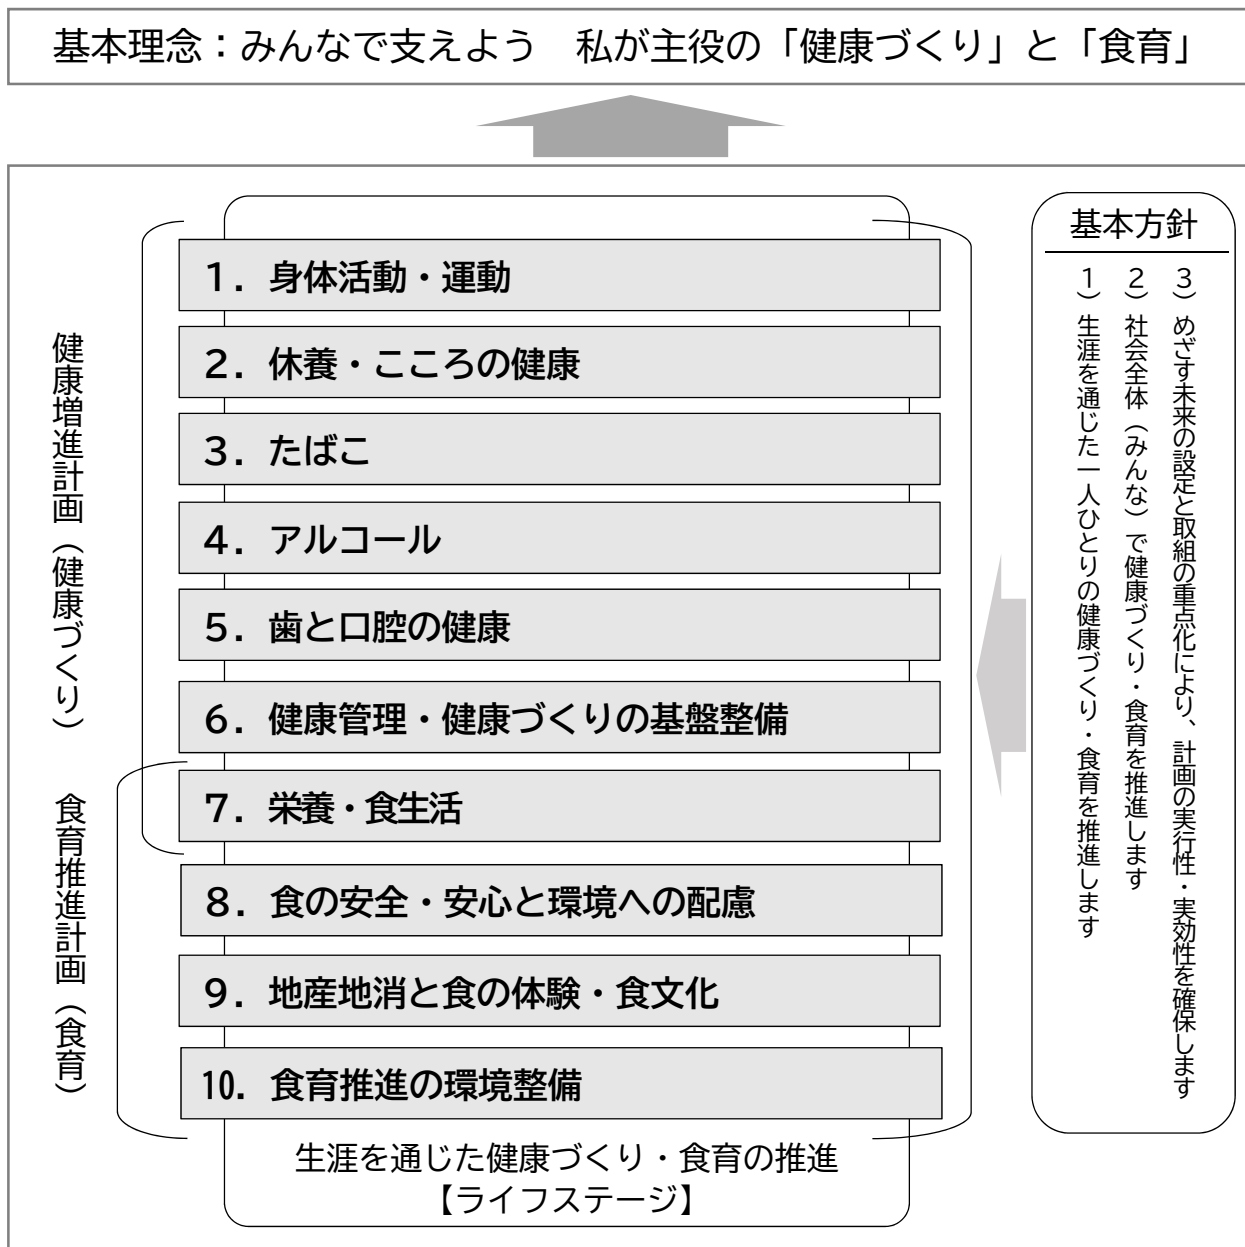 基本理念：みんなで支えよう　私が主役の「健康づくり」と「食育」
健康増進計画（健康づくり）
食育推進計画（食育）
１．身体活動・運動
２．休養・こころの健康
３．たばこ
４．アルコール
５．歯と口腔の健康
６．健康管理・健康づくりの基盤整備
７．栄養・食生活
８．食の安全・安心と環境への配慮
９．地産地消と食の体験・食文化
10．食育推進の環境整備
生涯を通じた健康づくり・食育の推進
【ライフステージ】
基本方針
１）生涯を通じた一人ひとりの健康づくり・食育を推進します
２）社会全体（みんな）で健康づくり・食育を推進します
３）めざす未来の設定と取組の重点化により、計画の実行性・実効性を確保します